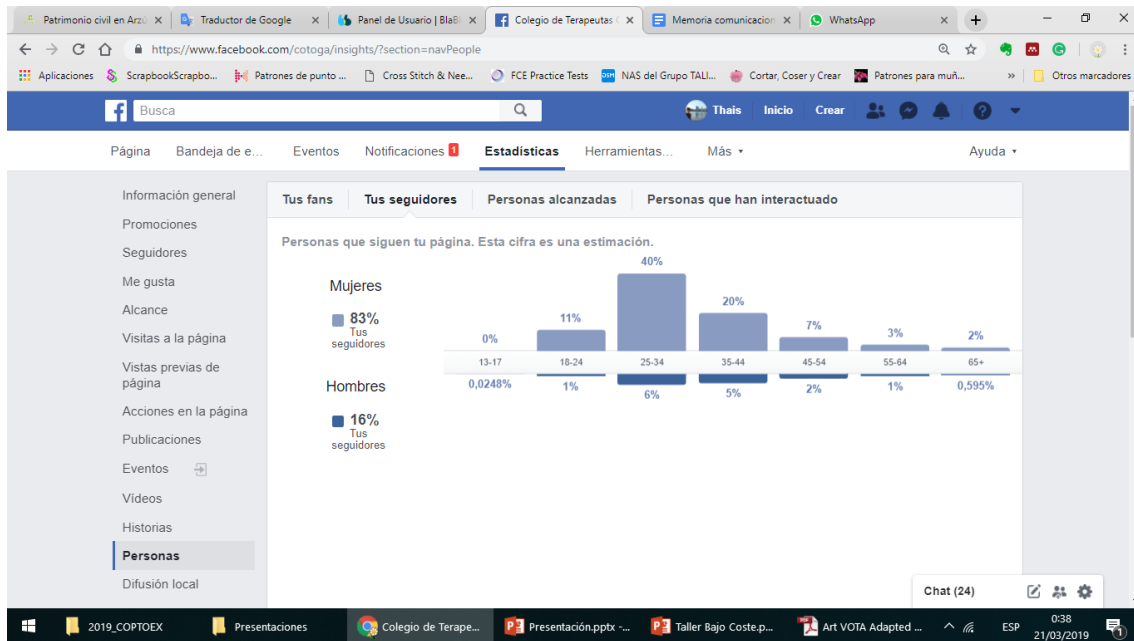 Patrimonio civil en Arzú
Traductor de Google
Panel de Usuario | BlaBl
Colegio de Terapeutas
Memoria comunicacion
WhatsApp
https://www.facebook.com/cotoga/insights/?section=navPeople
Aplicaciones
ScrapbookScrapbo...
Patrones de punto ...
Cross Stitch & Nee...
FCE Practice Tests
NAS del Grupo TALI...
Cortar, Coser y Crear
Patrones para muñ...
»
Otros marcadores
Busca
Thais
Inicio
Crear
Página
Bandeja de e...
Eventos
Notificaciones 1
Estadísticas
Herramientas...
Más
Ayuda
Información general
Promociones
Seguidores
Me gusta
Alcance
Visitas a la página
Vistas previas de
página
Acciones en la página
Publicaciones
Eventos
Vídeos
Historias
Personas
Difusión local
Tus fans
Tus seguidores
Personas alcanzadas
Personas que han interactuado
Personas que siguen tu página. Esta cifra es una estimación.
Mujeres
83%
Tus
seguidores
0%
11%
40%
20%
7%
3%
2%
13-17
18-24
25-34
35-44
45-54
55-64
65+
Hombres
16%
Tus
seguidores
0,0248%
1%
6%
5%
2%
1%
0,595%
Chat (24)
2019_COPTOEX
Presentaciones
Colegio de Terape...
Presentación.pptx -...
Taller Bajo Coste.p...
Art VOTA Adapted ...
ESP
0:38
21/03/2019
1